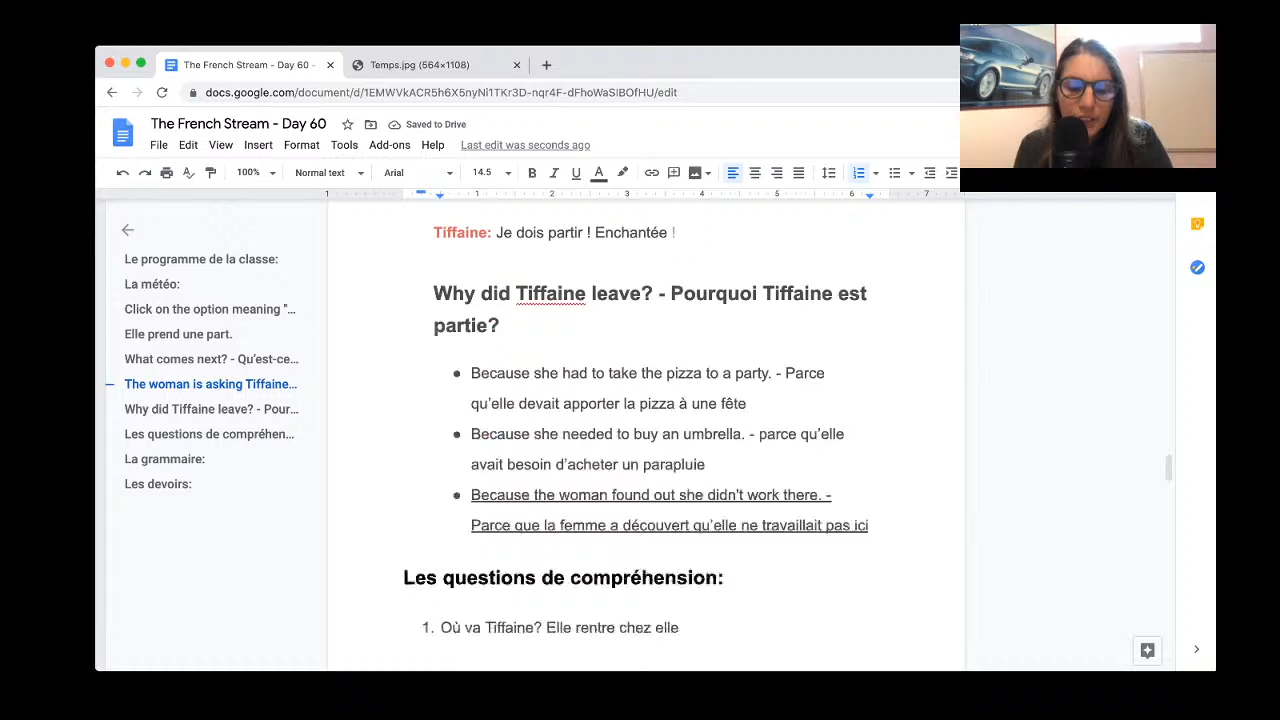 The French Stream - Day 60 -
Temps.jpg (564×1108)
docs.google.com/document/d/1EMWVkACR5h6X5nyNi1TKr3D-nqr4F-dFhoWaSIBOfHU/edit
The French Stream - Day 60
Saved to Drive
File Edit View Insert Format Tools Add-ons Help Last edit was seconds ago
100% Normal text Arial 14.5 B I U A
1 1 2 3 4 5 6 7
Tiffaine: Je dois partir ! Enchantée !
Le programme de la classe:
La météo:
Click on the option meaning "...
Elle prend une part.
What comes next? - Qu'est-ce...
The woman is asking Tiffaine...
Why did Tiffaine leave? - Pour...
Les questions de compréhen...
La grammaire:
Les devoirs:
Why did Tiffaine leave? - Pourquoi Tiffaine est
partie?
● Because she had to take the pizza to a party. - Parce
qu'elle devait apporter la pizza à une fête
● Because she needed to buy an umbrella. - parce qu'elle
avait besoin d'acheter un parapluie
● Because the woman found out she didn't work there. -
Parce que la femme a découvert qu'elle ne travaillait pas ici
Les questions de compréhension:
1. Où va Tiffaine? Elle rentre chez elle